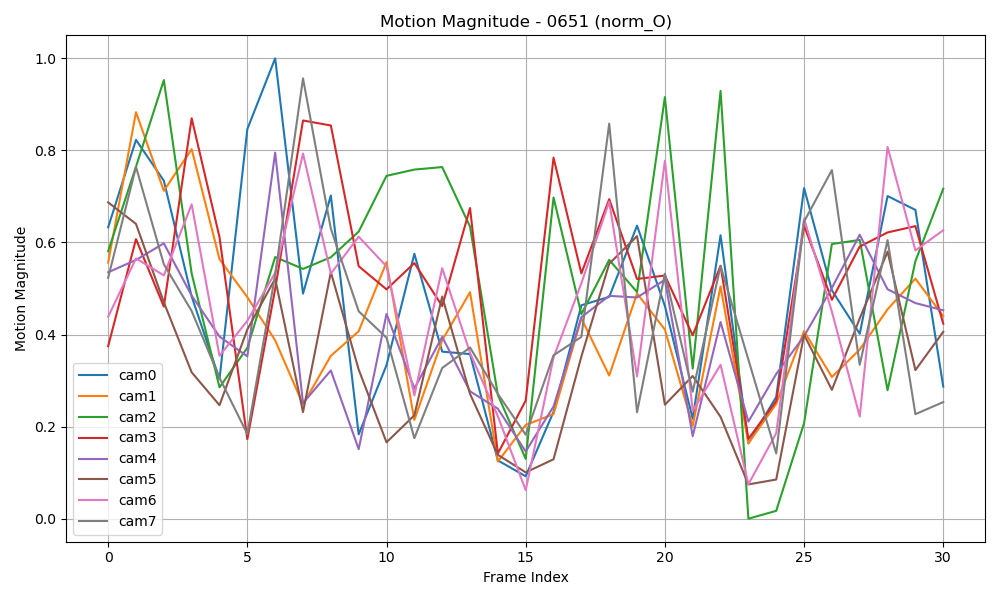 Motion Magnitude - 0651 (norm_O)
1.0
0.8
0.6
0.4
0.2
0.0
Motion Magnitude
cam0
cam1
cam2
cam3
cam4
cam5
cam6
cam7
0 5 10 15 20 25 30
Frame Index